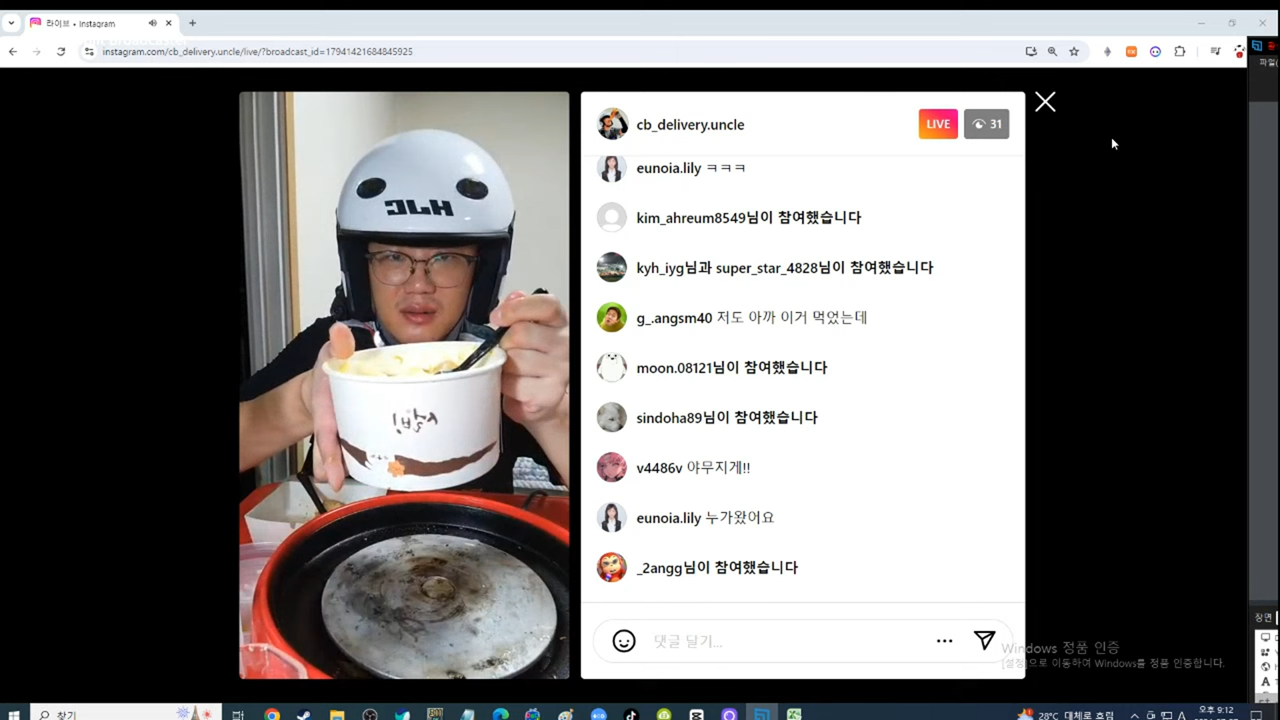 라이브 • Instagram
instagram.com/cb_delivery.uncle/live/?broadcast_id=17941421684845925
파일(
cb_delivery.uncle
LIVE
31
eunoia.lily ㅋㅋㅋ
kim_ahreum8549님이 참여했습니다
kyh_iyg님과 super_star_4828님이 참여했습니다
g_.angsm40 저도 아까 이거 먹었는데
moon.08121님이 참여했습니다
sindoha89님이 참여했습니다
v4486v 야무지게!!
eunoia.lily 누가왔어요
_2angg님이 참여했습니다
HJC
설빙
장면
댓글 달기...
Windows 정품 인증
[설정]으로 이동하여 Windows를 정품 인증합니다.
찾기
28°C 대체로 흐림
A
오후 9:12